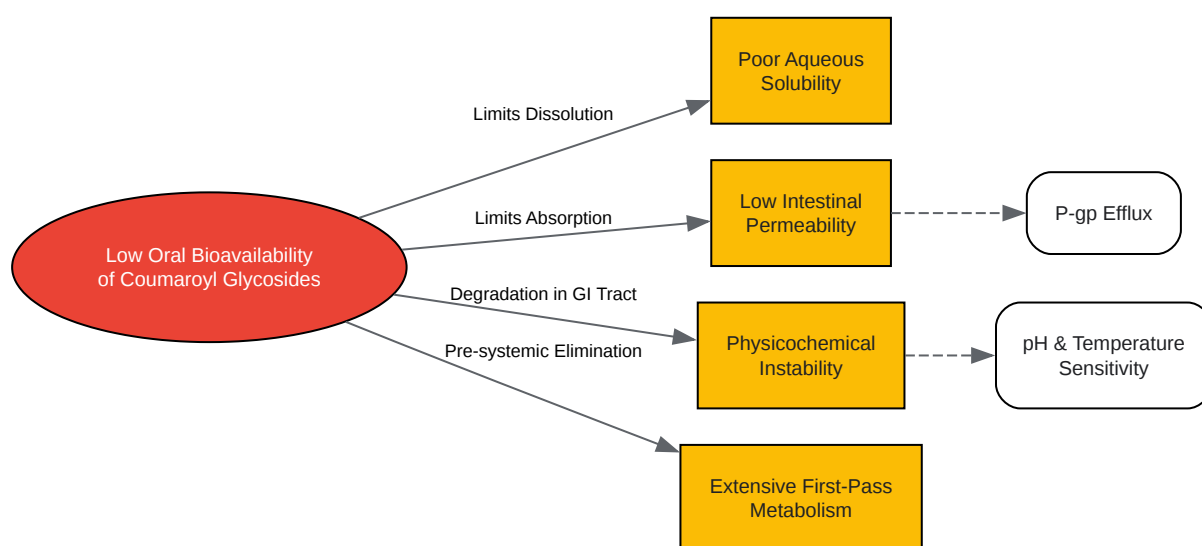 Low Oral Bioavailability
of Coumaroyl Glycosides
Limits Dissolution
Poor Aqueous
Solubility
Limits Absorption
Low Intestinal
Permeability
P-gp Efflux
Degradation in GI Tract
Physicochemical
Instability
pH & Temperature
Sensitivity
Pre-systemic Elimination
Extensive First-Pass
Metabolism